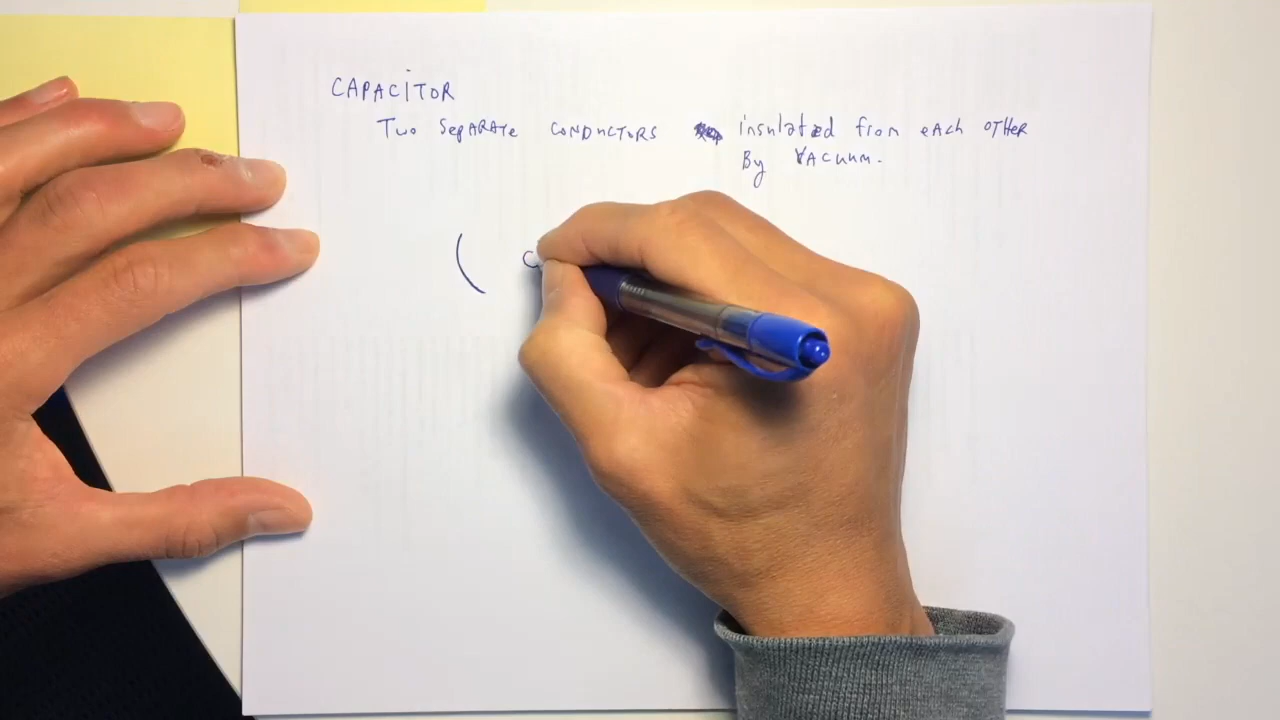 CAPACITOR
Two SepARATe CONDUCTORS insulated from eAch OTHER
By VACUUM.